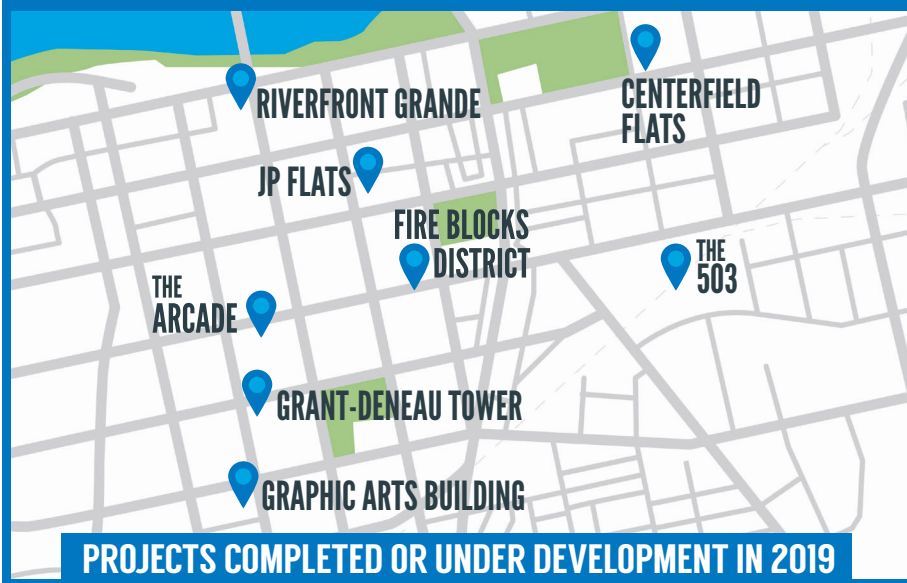 RIVERFRONT GRANDE
CENTERFIELD
FLATS
JP FLATS
FIRE BLOCKS
DISTRICT
THE
503
THE
ARCADE
GRANT-DENEAU TOWER
GRAPHIC ARTS BUILDING
PROJECTS COMPLETED OR UNDER DEVELOPMENT IN 2019